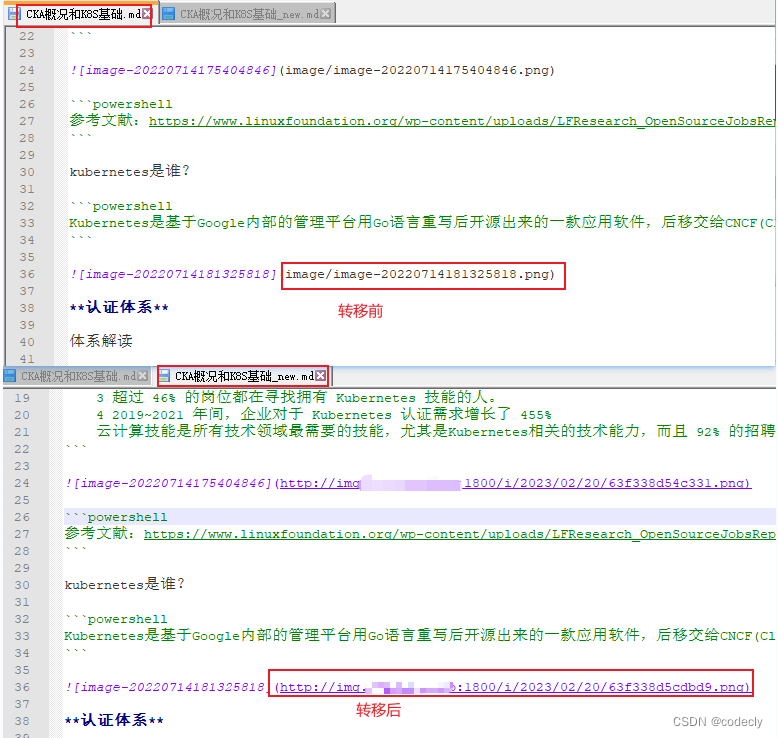 CKA概况和K8S基础.md CKA概况和K8S基础_new.md
22 ```
23
24 ![image-20220714175404846](image/image-20220714175404846.png)
25
26 ```powershell
27 参考文献：https://www.linuxfoundation.org/wp-content/uploads/LFResearch_OpenSourceJobsRep
28 ```
29
30 kubernetes是谁?
31
32 ```powershell
33 Kubernetes是基于Google内部的管理平台用Go语言重写后开源出来的一款应用软件，后移交给CNCF(Cl
34 ```
35
36 ![image-20220714181325818](image/image-20220714181325818.png)
37
转移前
38 **认证体系**
39
40 体系解读
41
CKA概况和K8S基础.md CKA概况和K8S基础_new.md
19 3 超过 46% 的岗位都在寻找拥有 Kubernetes 技能的人。
20 4 2019~2021 年间，企业对于 Kubernetes 认证需求增长了 455%
21 云计算技能是所有技术领域最需要的技能，尤其是Kubernetes相关的技术能力，而且 92% 的招聘
22 ```
23
24 ![image-20220714175404846](http://img 1800/i/2023/02/20/63f338d54c331.png)
25
26 ```powershell
27 参考文献：https://www.linuxfoundation.org/wp-content/uploads/LFResearch_OpenSourceJobsRep
28 ```
29
30 kubernetes是谁?
31
32 ```powershell
33 Kubernetes是基于Google内部的管理平台用Go语言重写后开源出来的一款应用软件，后移交给CNCF(Cl
34 ```
35
36 ![image-20220714181325818](http://img. :1800/i/2023/02/20/63f338d5cdbd9.png)
37
转移后
38 **认证体系**
39
CSDN @codecly